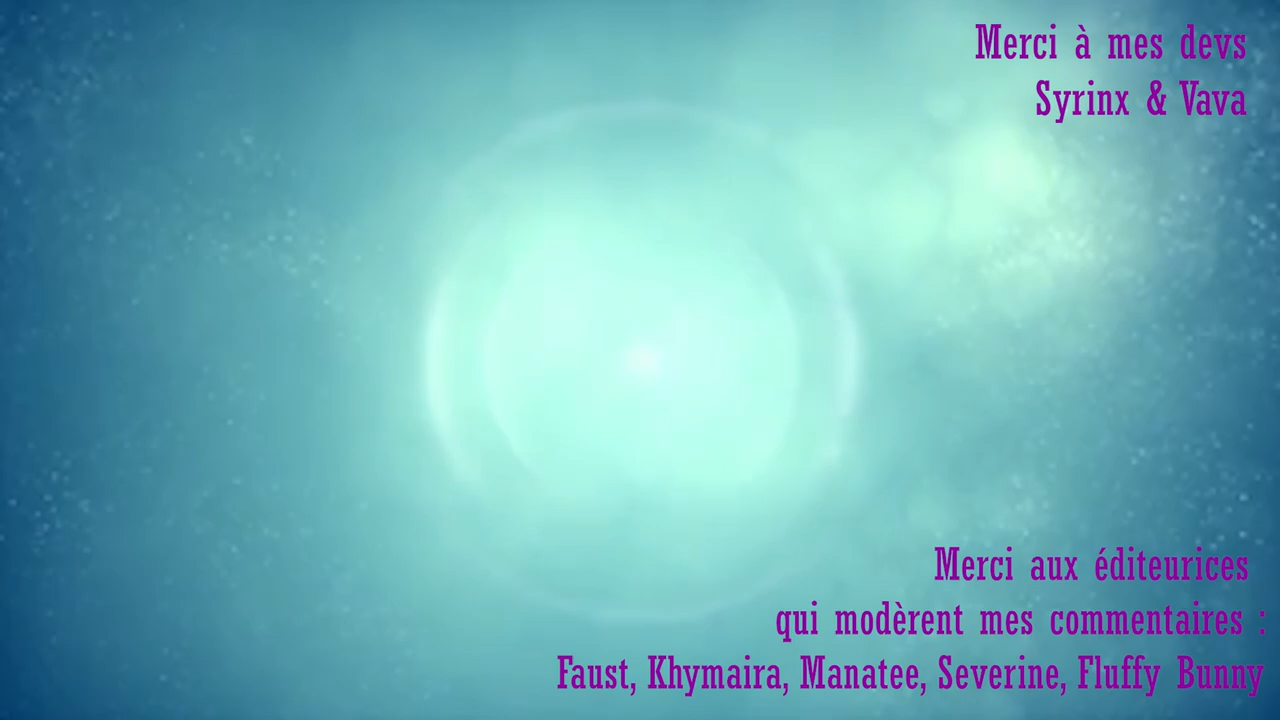 Merci à mes devs
Syrinx & Vava
Merci aux éditeurices
qui modèrent mes commentaires :
Faust, Khymaira, Manatee, Severine, Fluffy Bunny